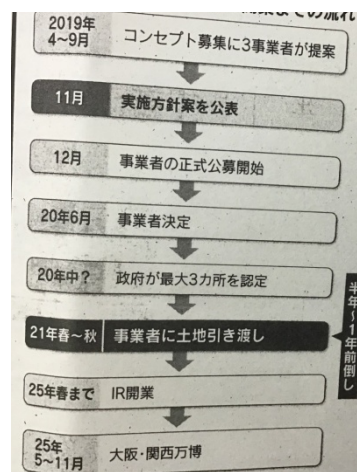 までの流れ
2019年
4~9月
コンセプト募集に3事業者が提案
11月
実施方針案を公表
12月
事業者の正式公募開始
20年6月
事業者決定
20年中?
政府が最大3カ所を認定
21年春~秋
事業者に土地引き渡し
半年~1年前倒し
25年春まで
IR開業
25年
5~11月
大阪・関西万博